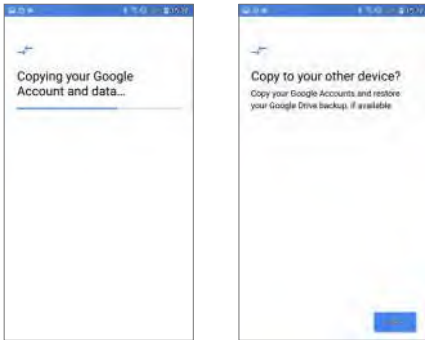 Copying your Google
Account and data...
Copy to your other device?
Copy your Google Accounts and restore
your Google Drive backup, if available